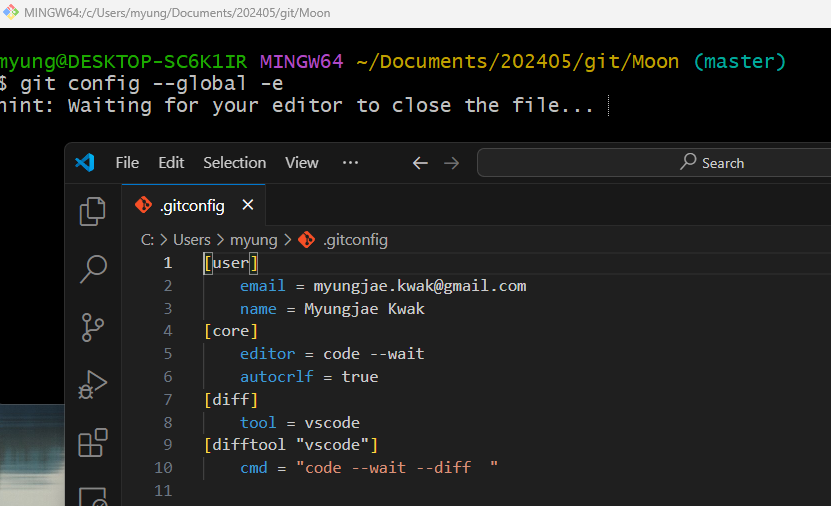 MINGW64:/c/Users/myung/Documents/202405/git/Moon
myung@DESKTOP-SC6K1IR MINGW64 ~/Documents/202405/git/Moon (master)
$ git config --global -e
hint: Waiting for your editor to close the file...
File Edit Selection View ··· ← → Search
.gitconfig ×
C: > Users > myung > .gitconfig
1 [user]
2 email = myungjae.kwak@gmail.com
3 name = Myungjae Kwak
4 [core]
5 editor = code --wait
6 autocrlf = true
7 [diff]
8 tool = vscode
9 [difftool "vscode"]
10 cmd = "code --wait --diff  "
11